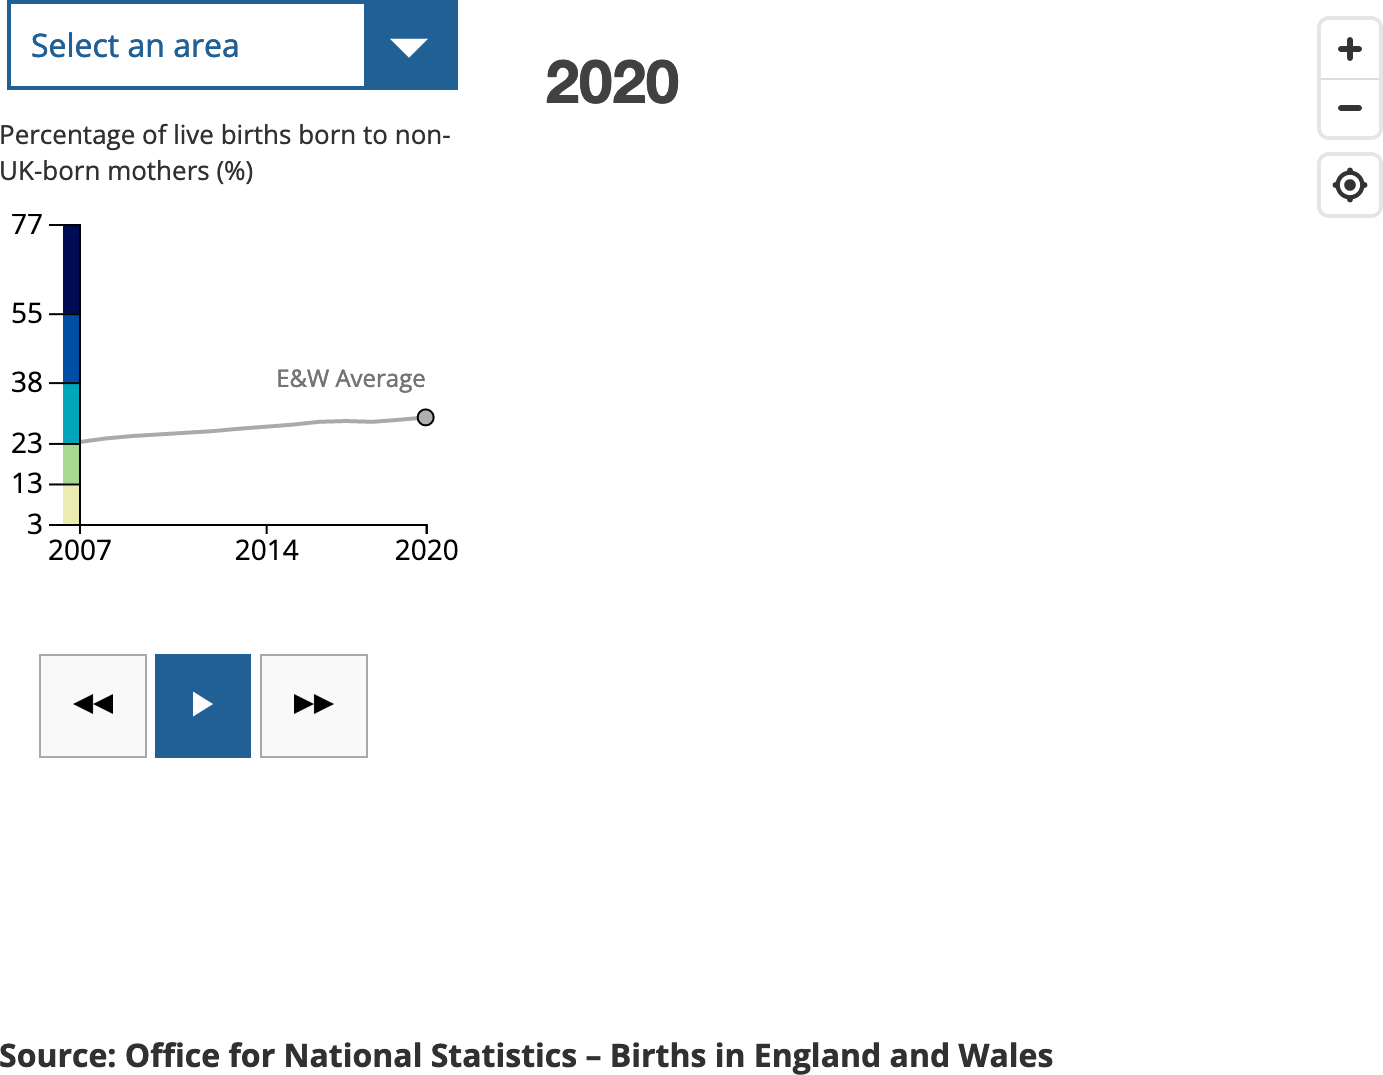 Select an area
2020
Percentage of live births born to non-
UK-born mothers (%)
77
55
38
E&W Average
23
13
3
2007 2014 2020
Source: Office for National Statistics – Births in England and Wales